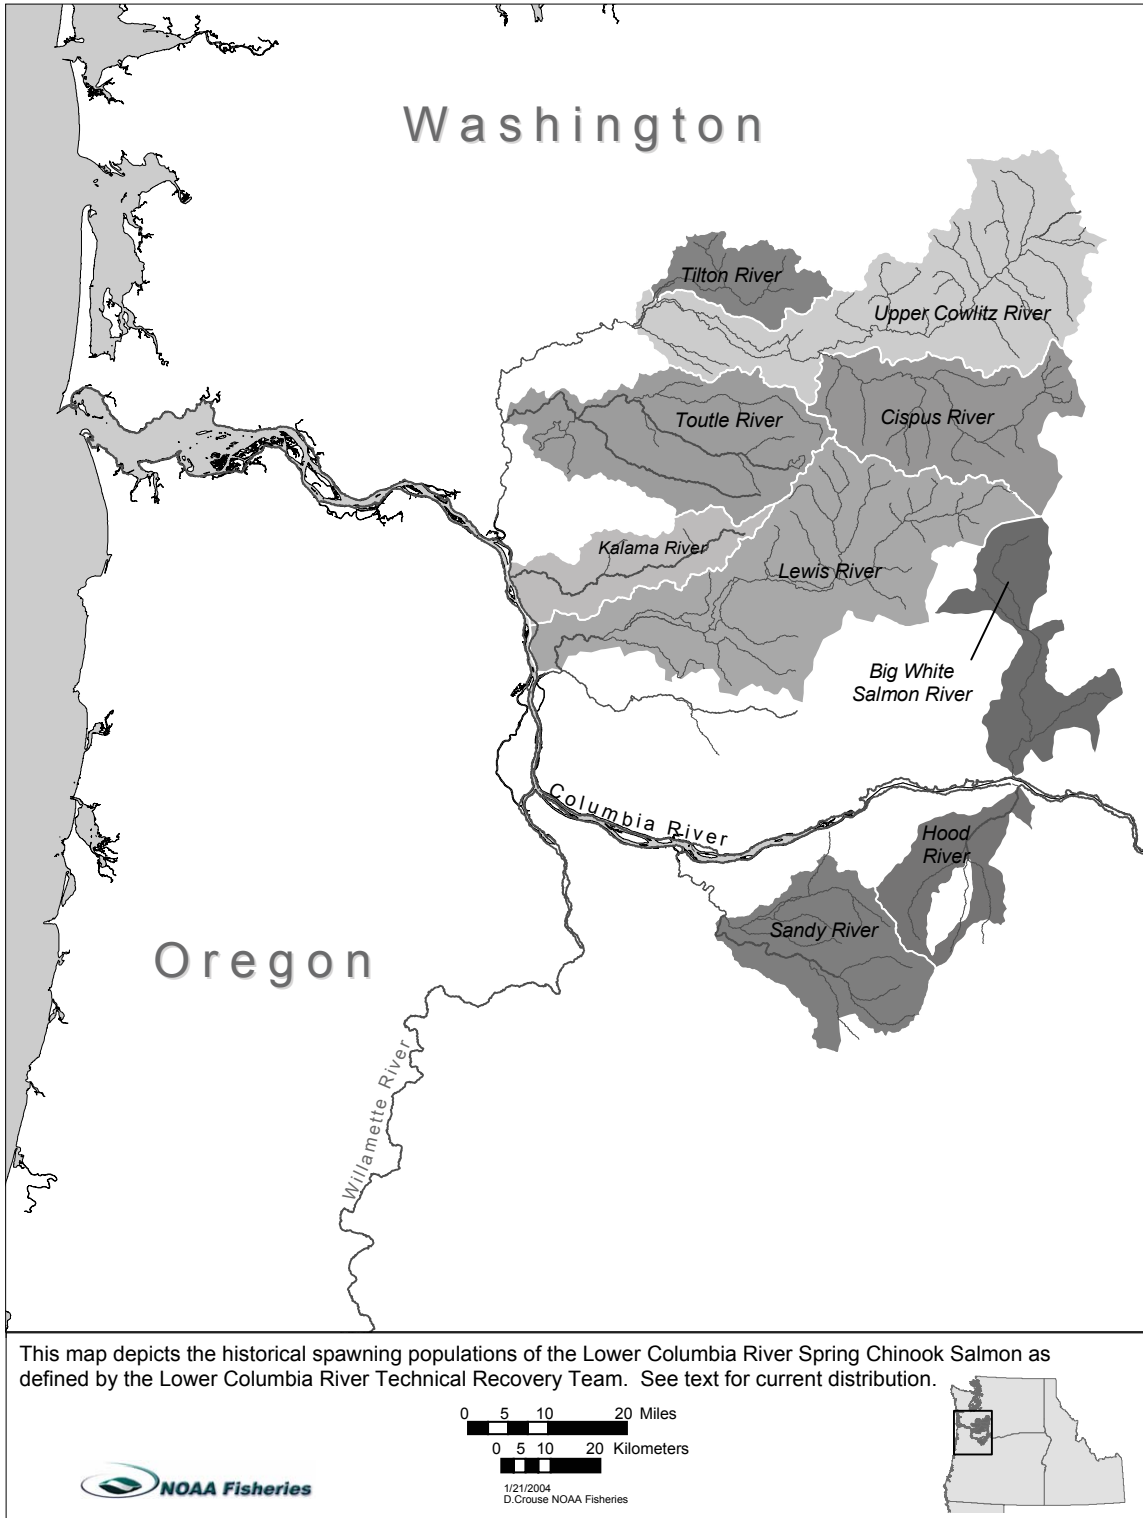 Washington
Tilton River
Upper Cowlitz River
Toutle River
Cispus River
Kalama River
Lewis River
Big White
Salmon River
Columbia River
Hood
River
Sandy River
Oregon
Willamette River
This map depicts the historical spawning populations of the Lower Columbia River Spring Chinook Salmon as
defined by the Lower Columbia River Technical Recovery Team. See text for current distribution.
0 5 10 20 Miles
0 5 10 20 Kilometers
NOAA Fisheries
1/21/2004
D.Crouse NOAA Fisheries